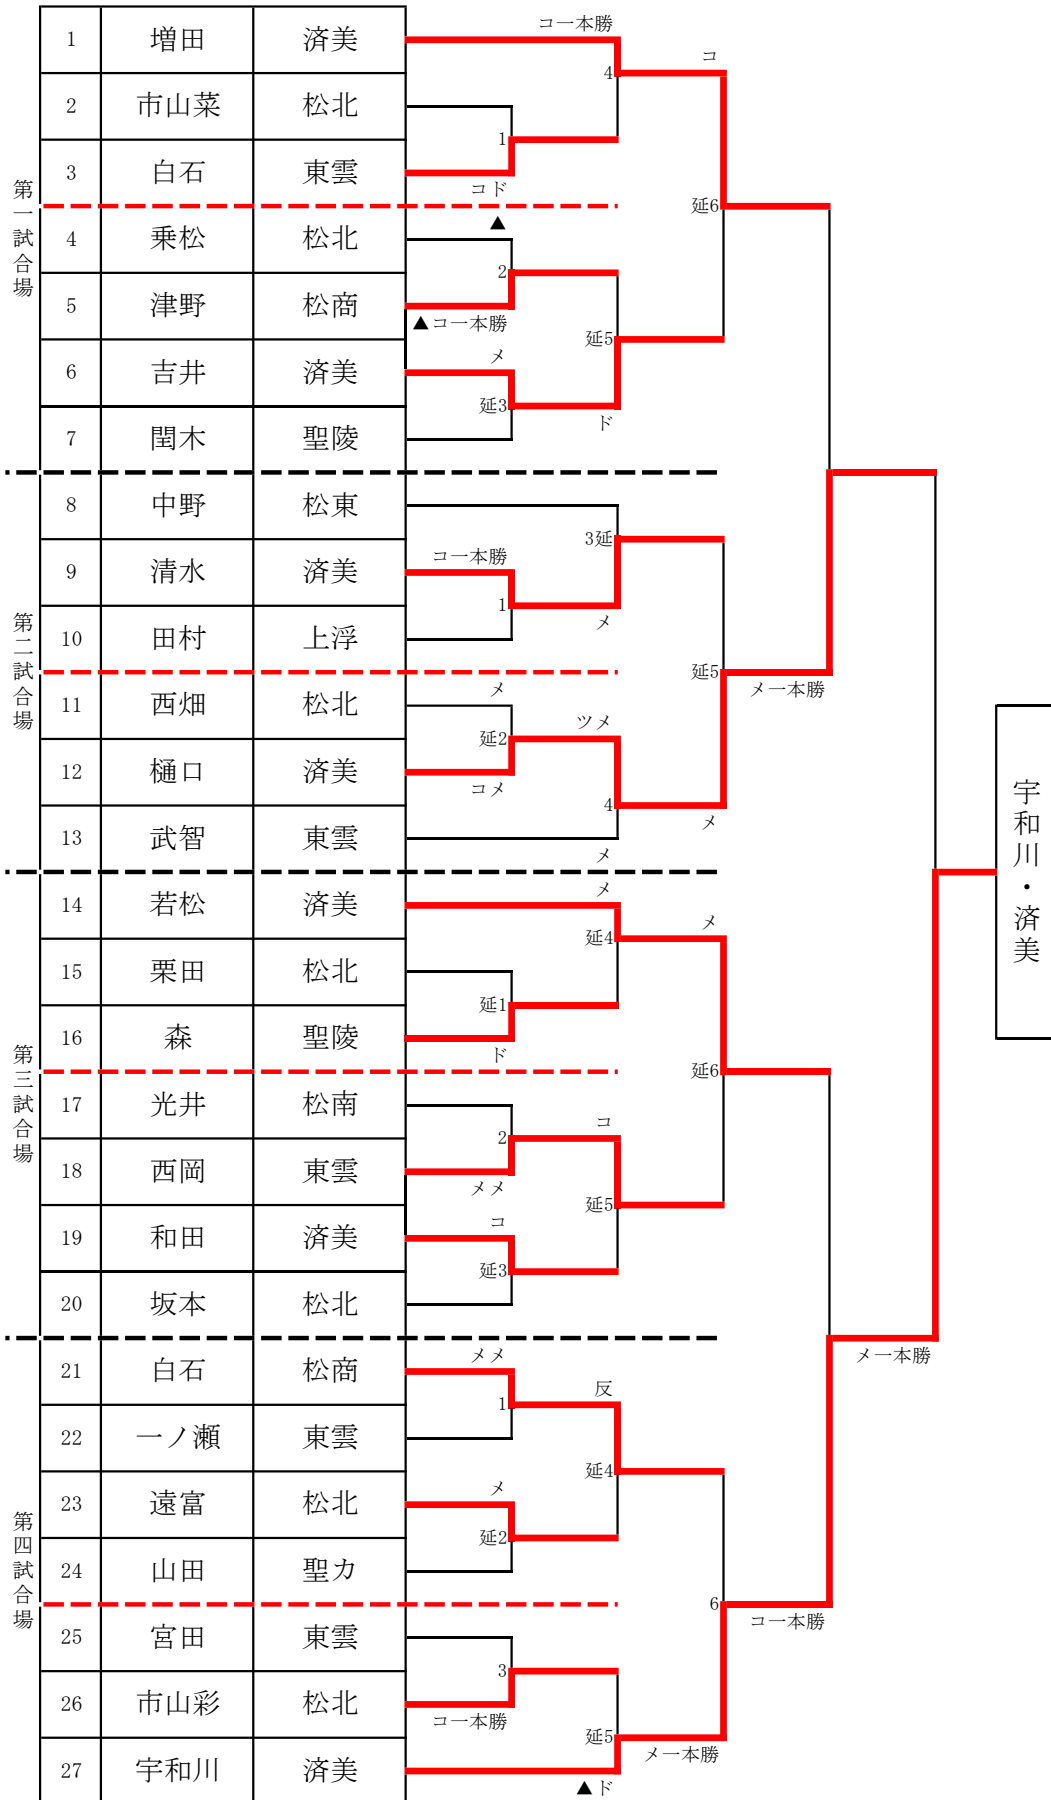 第一試合場
1 増田 済美
2 市山菜 松北
3 白石 東雲
4 乗松 松北
5 津野 松商
6 吉井 済美
7 閏木 聖陵
第二試合場
8 中野 松東
9 清水 済美
10 田村 上浮
11 西畑 松北
12 樋口 済美
13 武智 東雲
第三試合場
14 若松 済美
15 栗田 松北
16 森 聖陵
17 光井 松南
18 西岡 東雲
19 和田 済美
20 坂本 松北
第四試合場
21 白石 松商
22 一ノ瀬 東雲
23 遠富 松北
24 山田 聖カ
25 宮田 東雲
26 市山彩 松北
27 宇和川 済美
コ一本勝
コ
4
1
コド
延6
▲
2
▲コ一本勝
延5
メ
延3
ド
3延
コ一本勝
1
メ
延5
メ一本勝
メ
ツメ
延2
コメ
4
メ
メ
メ
メ
延4
延1
ド
延6
コ
2
メメ
延5
コ
延3
メメ
メ一本勝
反
1
延4
メ
延2
6
コ一本勝
3
コ一本勝
延5
メ一本勝
▲ド
宇和川・済美